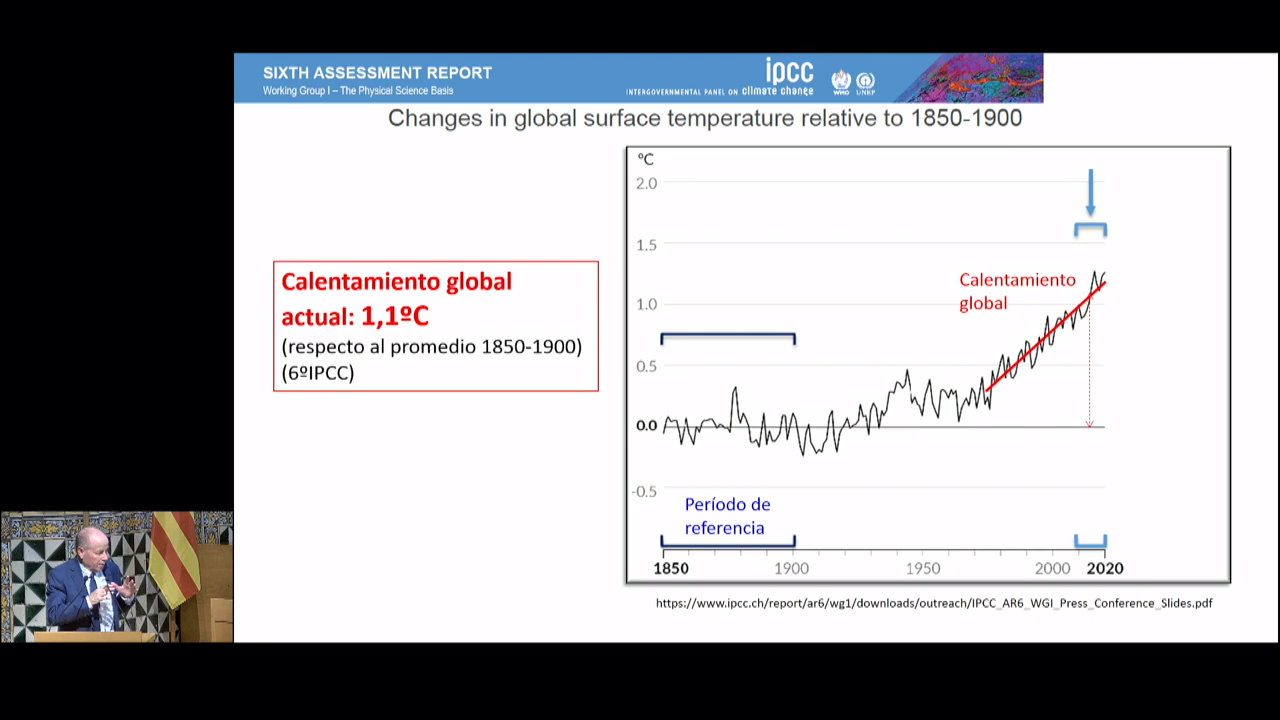 SIXTH ASSESSMENT REPORT
Working Group I – The Physical Science Basis
ipcc
INTERGOVERNMENTAL PANEL ON climate change
WMO
UNEP
Changes in global surface temperature relative to 1850-1900
Calentamiento global
actual: 1,1ºC
(respecto al promedio 1850-1900)
(6ºIPCC)
ºC
2.0
1.5
1.0
0.5
0.0
-0.5
Calentamiento
global
Período de
referencia
1850
1900
1950
2000
2020
https://www.ipcc.ch/report/ar6/wg1/downloads/outreach/IPCC_AR6_WGI_Press_Conference_Slides.pdf